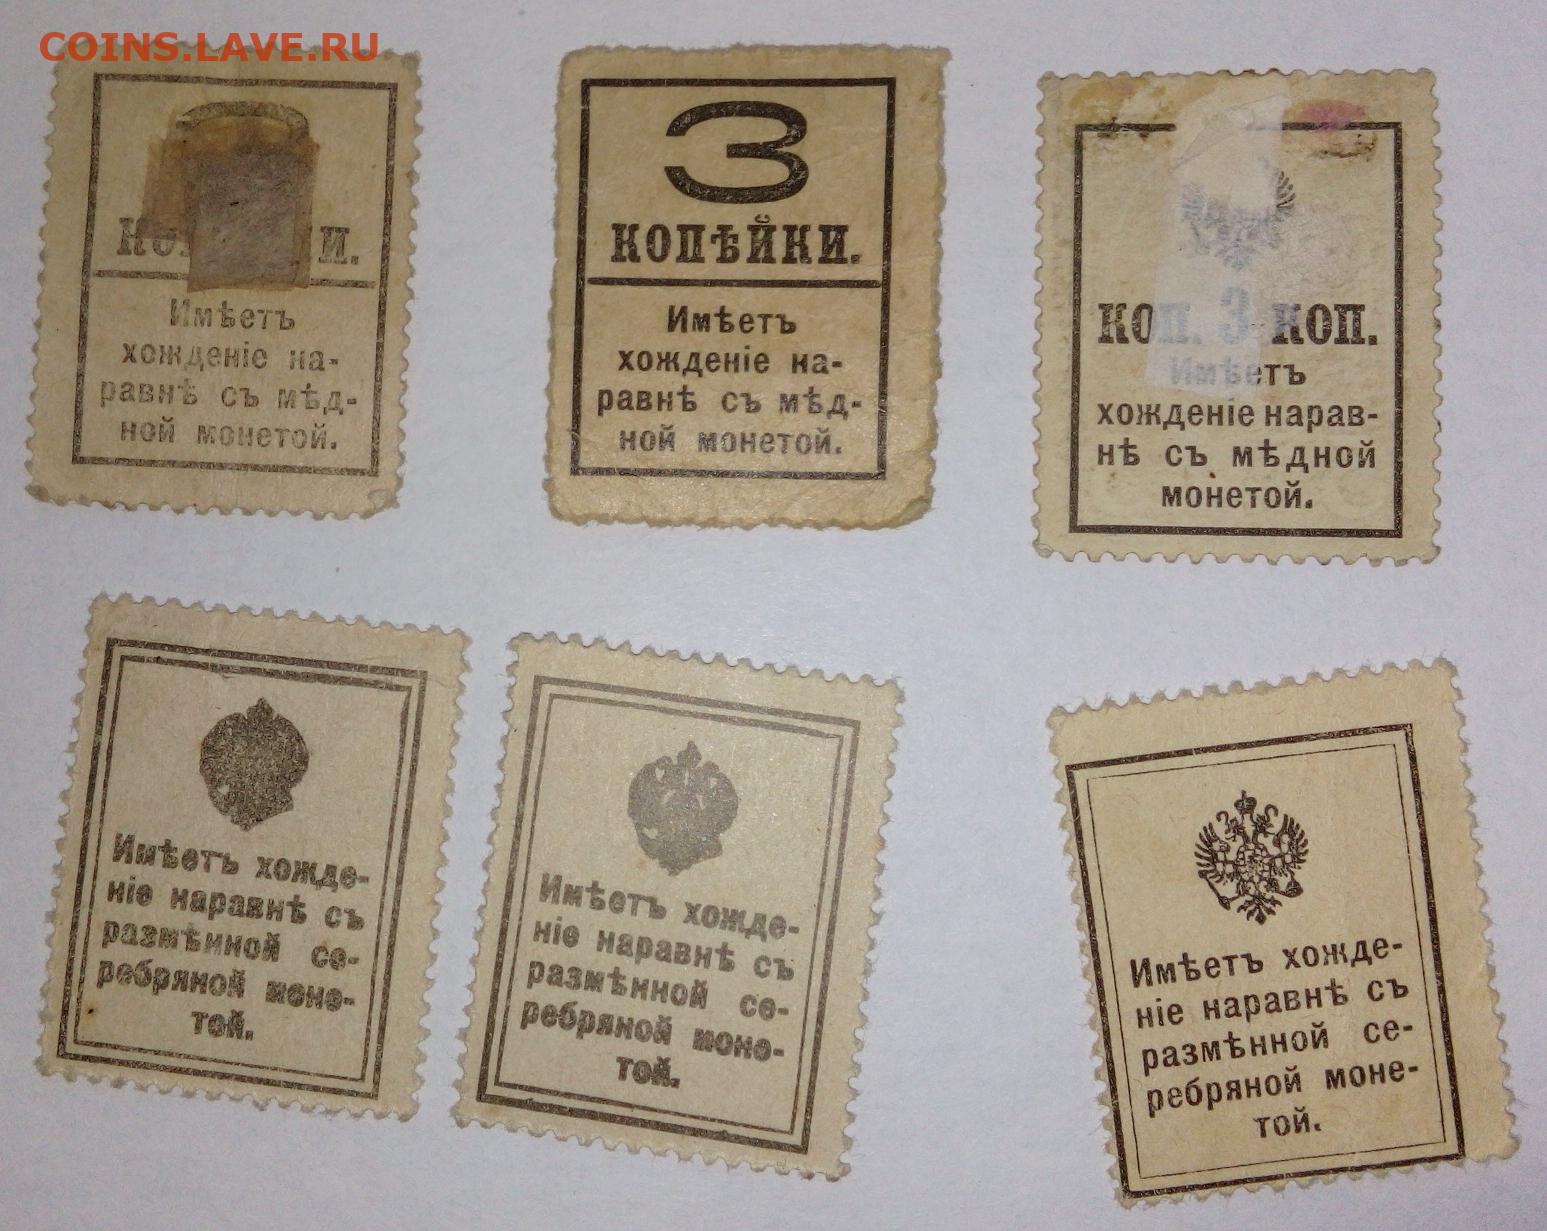 COINS.LAVE.RU
И.
Имѣетъ
хожденіе на-
равнѣ съ мѣд-
ной монетой.
3
КОПѢЙКИ.
Имѣетъ
хожденіе на-
равнѣ съ мѣд-
ной монетой.
КОП. 3 КОП.
Имѣетъ
хожденіе нарав-
нѣ съ мѣдной
монетой.
Имѣетъ хожде-
ніе наравнѣ съ
размѣнной се-
ребряной моне-
той.
Имѣетъ хожде-
ніе наравнѣ съ
размѣнной се-
ребряной моне-
той.
Имѣетъ хожде-
ніе наравнѣ съ
размѣнной се-
ребряной моне-
той.